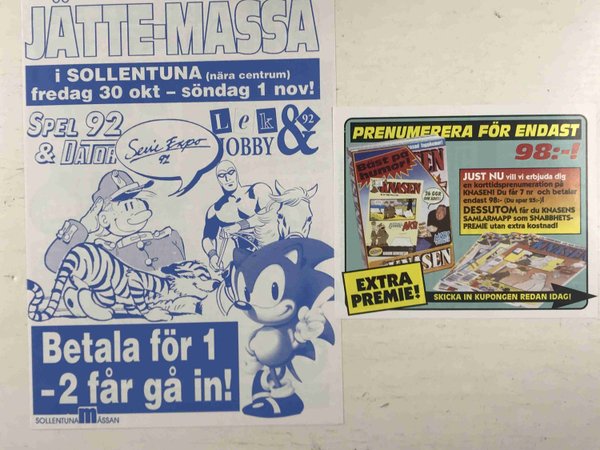 JÄTTE-MASSA
i SOLLENTUNA (nära centrum)
fredag 30 okt – söndag 1 nov!
SPEL 92
& DATOR
Serie Expo
92
Lek &
HOBBY
92
Betala för 1
- 2 får gå in!
SOLLENTUNA MÄSSAN
PRENUMERERA FÖR ENDAST
98:-!
JUST NU vill vi erbjuda dig
en korttidsprenumeration på
KNASEN! Du får 7 nr och betalar
endast 98:-
DESSUTOM får du KNASENS
SAMLARMAPP som SNABBHETS-
PREMIE utan extra kostnad!
Bäst på
humor!
KNASEN
EXTRA
PREMIE!
SKICKA IN KUPONGEN REDAN IDAG!